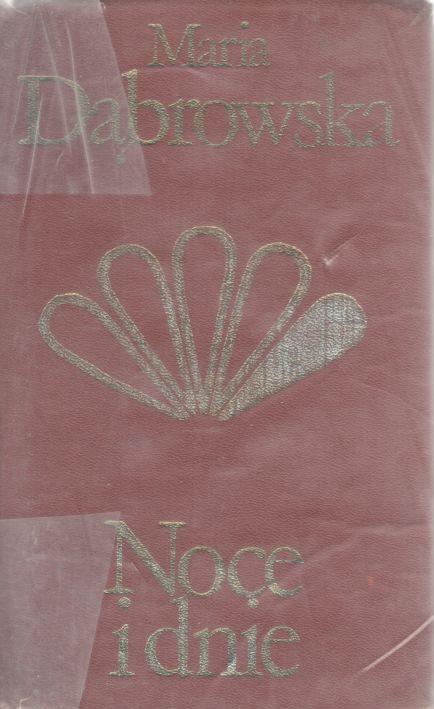 Maria
Dąbrowska
Noce
i dnie